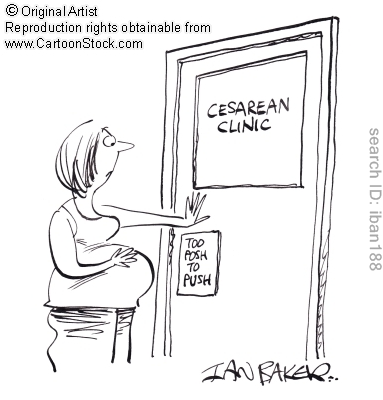 © Original Artist
Reproduction rights obtainable from
www.CartoonStock.com
CESAREAN
CLINIC
TOO
POSH
TO
PUSH
search ID: iban188
IAN BAKER..